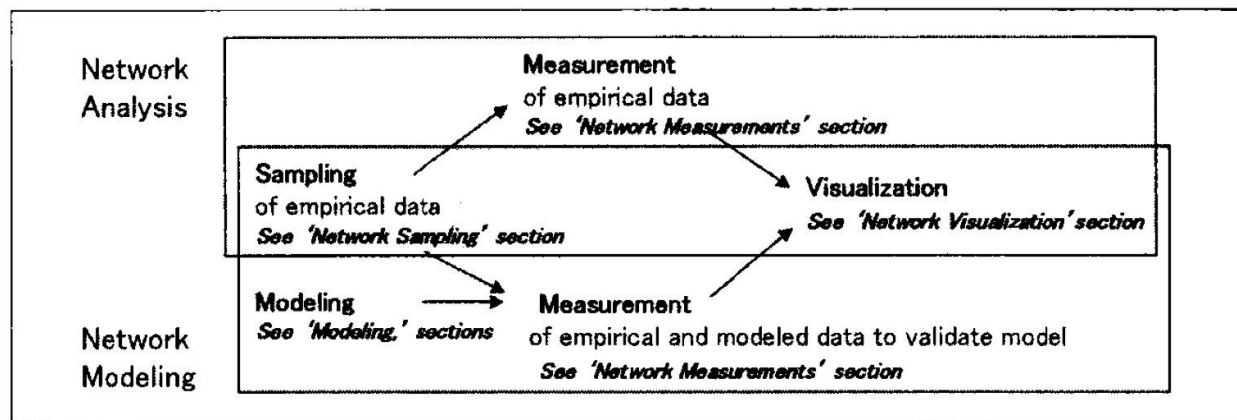 Network
Analysis
Measurement
of empirical data
See 'Network Measurements' section
Sampling
of empirical data
See 'Network Sampling' section
Visualization
See 'Network Visualization' section
Modeling
See 'Modeling,' sections
Measurement
of empirical and modeled data to validate model
See 'Network Measurements' section
Network
Modeling